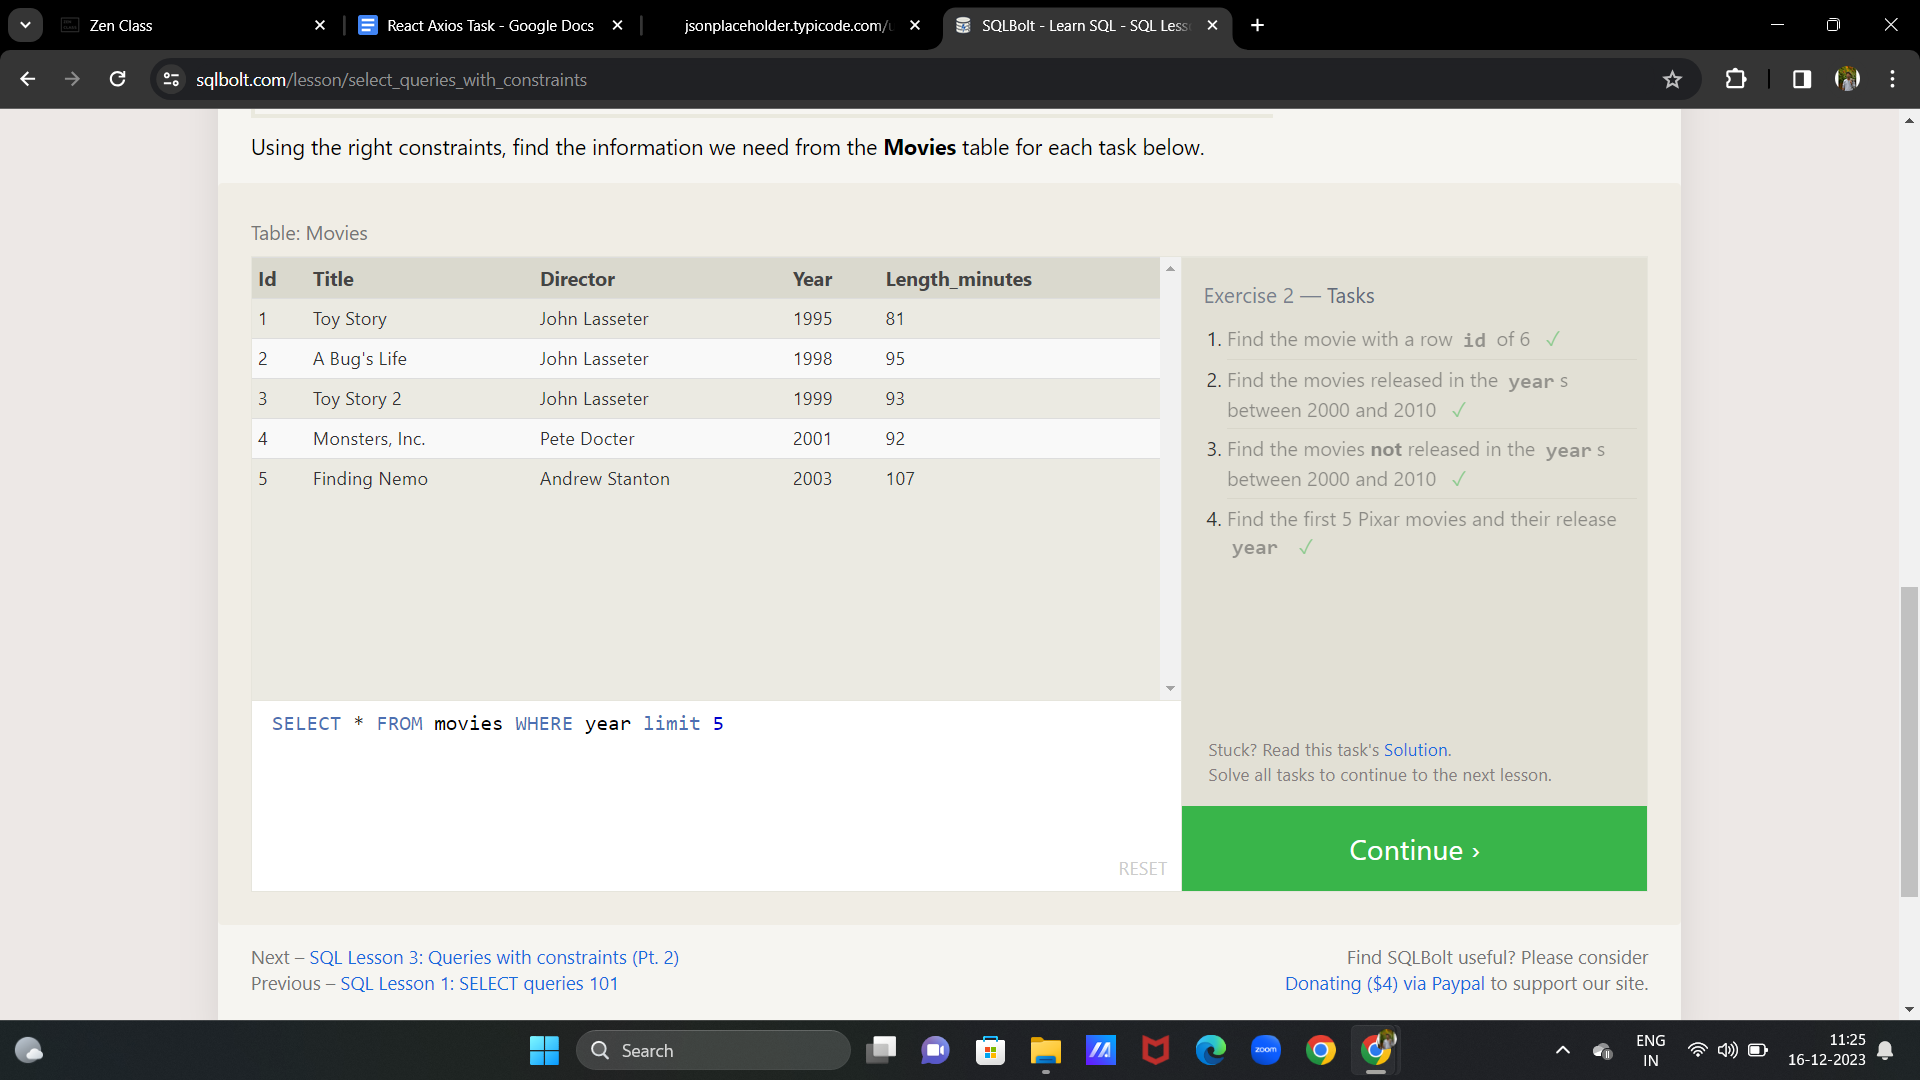 Zen Class
React Axios Task - Google Docs
jsonplaceholder.typicode.com/u
SQLBolt - Learn SQL - SQL Less
sqlbolt.com/lesson/select_queries_with_constraints
Using the right constraints, find the information we need from the Movies table for each task below.
Table: Movies
Id Title Director Year Length_minutes
1 Toy Story John Lasseter 1995 81
2 A Bug's Life John Lasseter 1998 95
3 Toy Story 2 John Lasseter 1999 93
4 Monsters, Inc. Pete Docter 2001 92
5 Finding Nemo Andrew Stanton 2003 107
SELECT * FROM movies WHERE year limit 5
RESET
Exercise 2 — Tasks
1. Find the movie with a row id of 6 ✓
2. Find the movies released in the year s
between 2000 and 2010 ✓
3. Find the movies not released in the year s
between 2000 and 2010 ✓
4. Find the first 5 Pixar movies and their release
year ✓
Stuck? Read this task's Solution.
Solve all tasks to continue to the next lesson.
Continue ›
Next – SQL Lesson 3: Queries with constraints (Pt. 2)
Previous – SQL Lesson 1: SELECT queries 101
Find SQLBolt useful? Please consider
Donating ($4) via Paypal to support our site.
Search
zoom
ENG
IN
11:25
16-12-2023